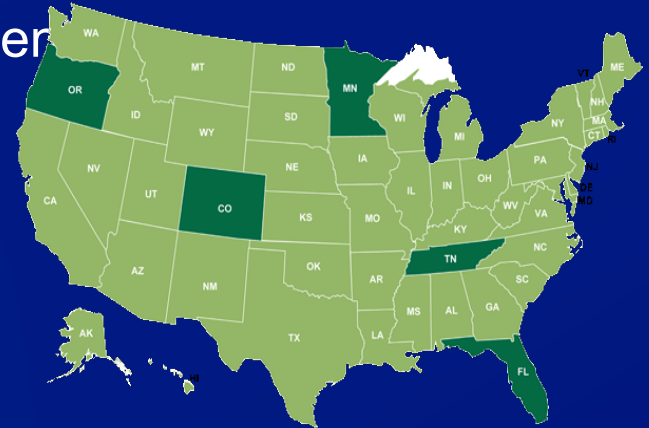 er
WA
MT
ND
MN
ME
VT
OR
ID
SD
WI
NH
NY
MA
WY
MI
CT
RI
IA
PA
NJ
NV
NE
OH
IL
IN
DE
UT
MD
CA
CO
WV
VA
KS
MO
KY
NC
TN
AZ
OK
AR
SC
NM
MS
AL
GA
TX
LA
AK
FL
HI